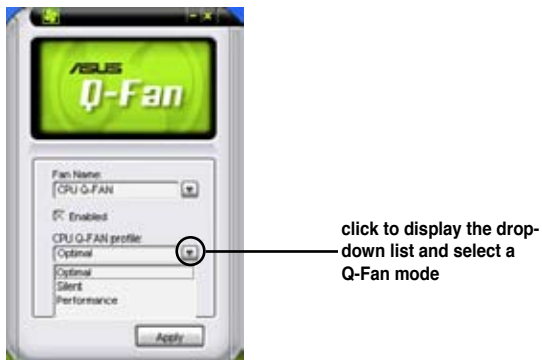 ASUS
Q-Fan
Fan Name:
CPU Q-FAN
Enabled
CPU Q-FAN profile:
Optimal
Optimal
Silent
Performance
Apply
click to display the drop-
down list and select a
Q-Fan mode